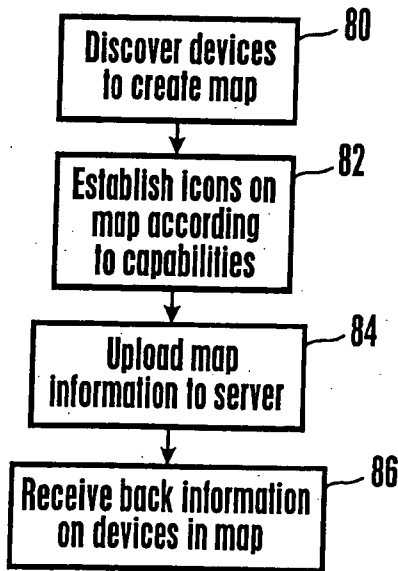 80
Discover devices
to create map
82
Establish icons on
map according
to capabilities
84
Upload map
information to server
86
Receive back information
on devices in map